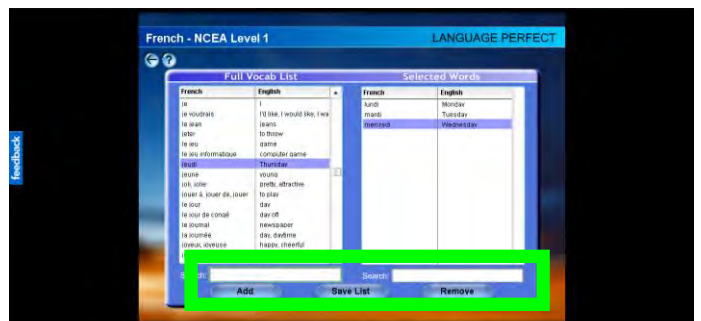 French - NCEA Level 1
LANGUAGE PERFECT
feedback
Full Vocab List
French English
je I
je voudrais I'd like, I would like, I wa
le jean jeans
jeter to throw
le jeu game
le jeu informatique computer game
jeudi Thursday
jeune young
joli, jolie pretty, attractive
jouer à, jouer de, jouer to play
le jour day
le jour de congé day off
le journal newspaper
la journée day, daytime
joyeux, joyeuse happy, cheerful
Search:
Add
Save List
Selected Words
French English
lundi Monday
mardi Tuesday
mercredi Wednesday
Search:
Remove